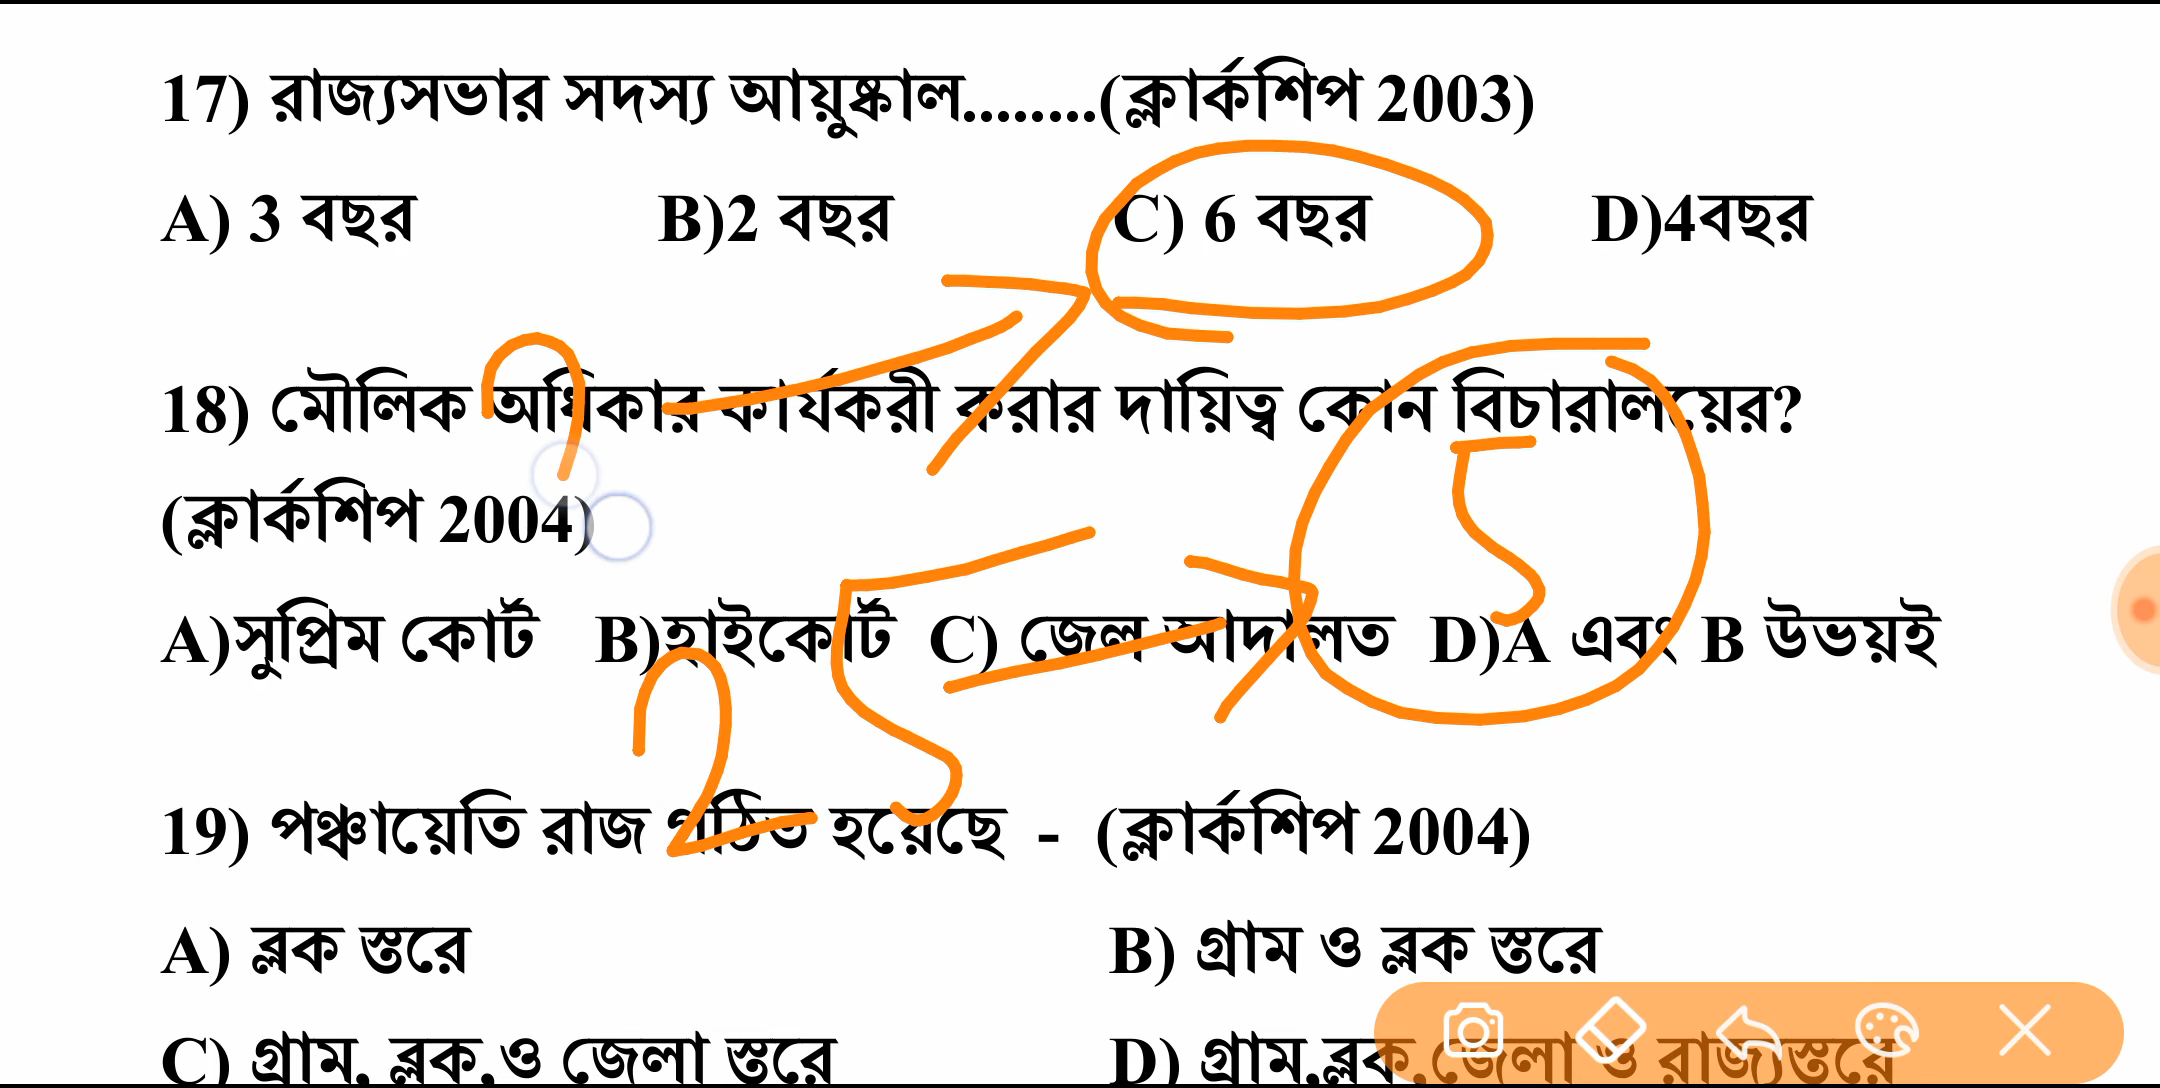 17) রাজ্যসভার সদস্য আয়ুষ্কাল........(ক্লার্কশিপ 2003)
A) 3 বছর B)2 বছর C) 6 বছর D)4বছর
18) মৌলিক অধিকার কার্যকরী করার দায়িত্ব কোন বিচারালয়ের?
(ক্লার্কশিপ 2004)
5
A)সুপ্রিম কোর্ট B)হাইকোর্ট C) জেল আদালত D)A এবং B উভয়ই
25
19) পঞ্চায়েতি রাজ গঠিত হয়েছে - (ক্লার্কশিপ 2004)
A) ব্লক স্তরে B) গ্রাম ও ব্লক স্তরে
C) গ্রাম, ব্লক,ও জেলা স্তরে D) গ্রাম,ব্লক,জেলা ও রাজ্যস্তরে